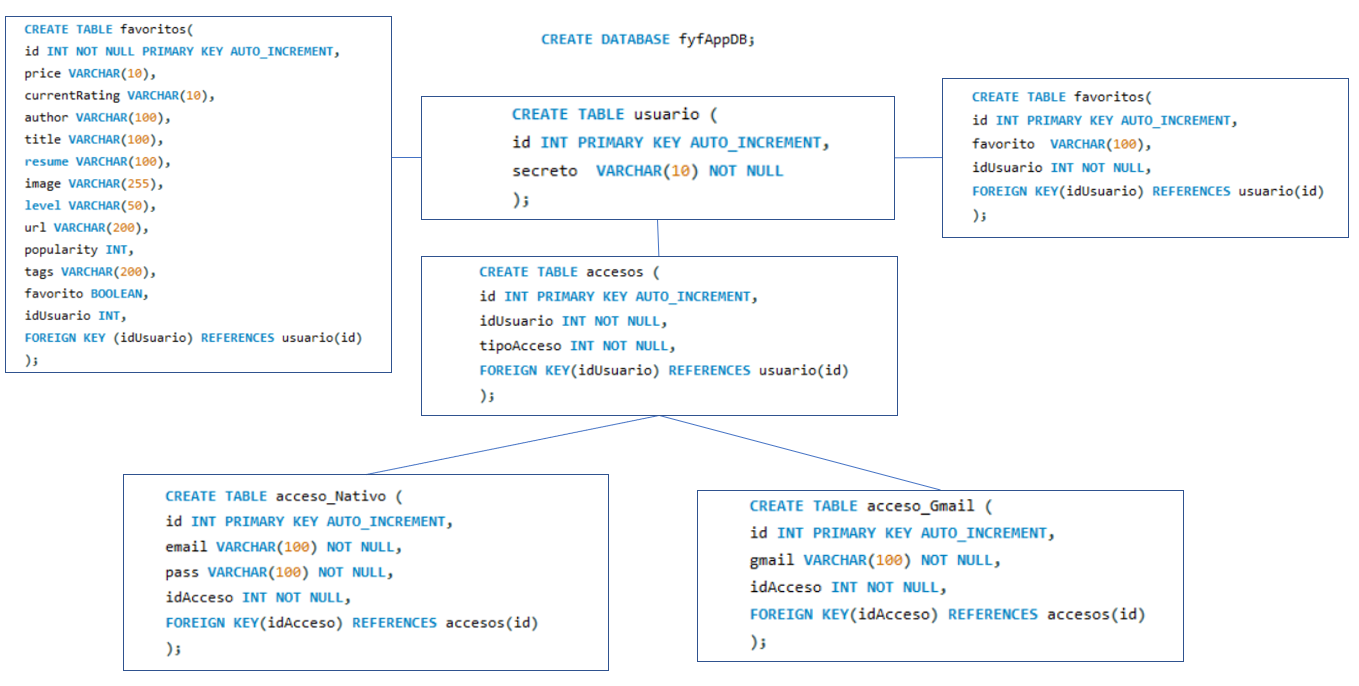 CREATE TABLE favoritos(
id INT NOT NULL PRIMARY KEY AUTO_INCREMENT,
price VARCHAR(10),
currentRating VARCHAR(10),
author VARCHAR(100),
title VARCHAR(100),
resume VARCHAR(100),
image VARCHAR(255),
level VARCHAR(50),
url VARCHAR(200),
popularity INT,
tags VARCHAR(200),
favorito BOOLEAN,
idUsuario INT,
FOREIGN KEY (idUsuario) REFERENCES usuario(id)
);
CREATE DATABASE fyfAppDB;
CREATE TABLE usuario (
id INT PRIMARY KEY AUTO_INCREMENT,
secreto  VARCHAR(10) NOT NULL
);
CREATE TABLE favoritos(
id INT PRIMARY KEY AUTO_INCREMENT,
favorito  VARCHAR(100),
idUsuario INT NOT NULL,
FOREIGN KEY(idUsuario) REFERENCES usuario(id)
);
CREATE TABLE accesos (
id INT PRIMARY KEY AUTO_INCREMENT,
idUsuario INT NOT NULL,
tipoAcceso INT NOT NULL,
FOREIGN KEY(idUsuario) REFERENCES usuario(id)
);
CREATE TABLE acceso_Nativo (
id INT PRIMARY KEY AUTO_INCREMENT,
email VARCHAR(100) NOT NULL,
pass VARCHAR(100) NOT NULL,
idAcceso INT NOT NULL,
FOREIGN KEY(idAcceso) REFERENCES accesos(id)
);
CREATE TABLE acceso_Gmail (
id INT PRIMARY KEY AUTO_INCREMENT,
gmail VARCHAR(100) NOT NULL,
idAcceso INT NOT NULL,
FOREIGN KEY(idAcceso) REFERENCES accesos(id)
);